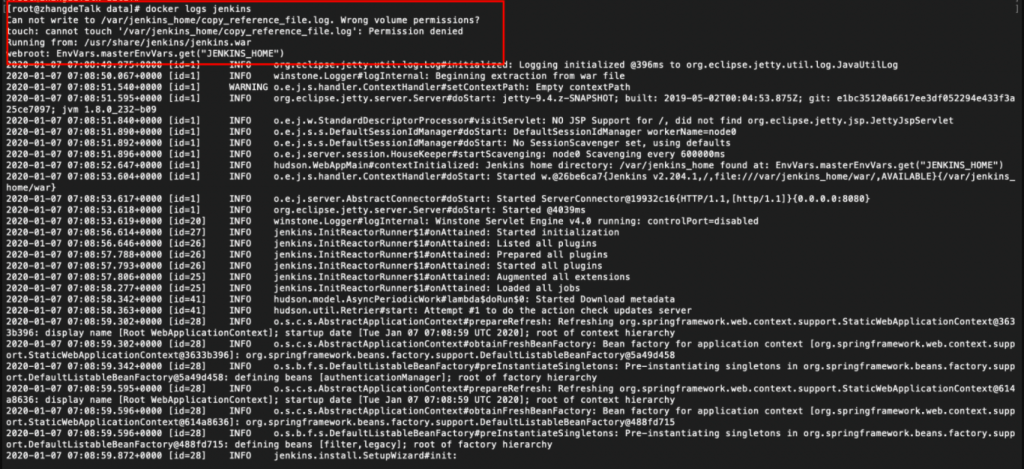 [root@zhangdeTalk data]# docker logs jenkins
Can not write to /var/jenkins_home/copy_reference_file.log. Wrong volume permissions?
touch: cannot touch '/var/jenkins_home/copy_reference_file.log': Permission denied
Running from: /usr/share/jenkins/jenkins.war
webroot: EnvVars.masterEnvVars.get("JENKINS_HOME")
2020-01-07 07:08:49.975+0000 [id=1] INFO org.eclipse.jetty.util.log.Log#initialized: Logging initialized @396ms to org.eclipse.jetty.util.log.JavaUtilLog
2020-01-07 07:08:50.067+0000 [id=1] INFO winstone.Logger#logInternal: Beginning extraction from war file
2020-01-07 07:08:51.540+0000 [id=1] WARNING o.e.j.s.handler.ContextHandler#setContextPath: Empty contextPath
2020-01-07 07:08:51.595+0000 [id=1] INFO org.eclipse.jetty.server.Server#doStart: jetty-9.4.z-SNAPSHOT; built: 2019-05-02T00:04:53.875Z; git: e1bc35120a6617ee3df052294e433f3a
25ce7097; jvm 1.8.0_232-b09
2020-01-07 07:08:51.840+0000 [id=1] INFO o.e.j.w.StandardDescriptorProcessor#visitServlet: NO JSP Support for /, did not find org.eclipse.jetty.jsp.JettyJspServlet
2020-01-07 07:08:51.890+0000 [id=1] INFO o.e.j.s.s.DefaultSessionIdManager#doStart: DefaultSessionIdManager workerName=node0
2020-01-07 07:08:51.892+0000 [id=1] INFO o.e.j.s.s.DefaultSessionIdManager#doStart: No SessionScavenger set, using defaults
2020-01-07 07:08:51.896+0000 [id=1] INFO o.e.j.server.session.HouseKeeper#startScavenging: node0 Scavenging every 600000ms
2020-01-07 07:08:52.647+0000 [id=1] INFO hudson.WebAppMain#contextInitialized: Jenkins home directory: /var/jenkins_home found at: EnvVars.masterEnvVars.get("JENKINS_HOME")
2020-01-07 07:08:53.604+0000 [id=1] INFO o.e.j.s.handler.ContextHandler#doStart: Started w.@26be6ca7{Jenkins v2.204.1,/,file:///var/jenkins_home/war/,AVAILABLE}{/var/jenkins_
home/war}
2020-01-07 07:08:53.617+0000 [id=1] INFO o.e.j.server.AbstractConnector#doStart: Started ServerConnector@19932c16{HTTP/1.1,[http/1.1]}{0.0.0.0:8080}
2020-01-07 07:08:53.618+0000 [id=1] INFO org.eclipse.jetty.server.Server#doStart: Started @4039ms
2020-01-07 07:08:53.619+0000 [id=20] INFO winstone.Logger#logInternal: Winstone Servlet Engine v4.0 running: controlPort=disabled
2020-01-07 07:08:56.614+0000 [id=27] INFO jenkins.InitReactorRunner$1#onAttained: Started initialization
2020-01-07 07:08:56.646+0000 [id=26] INFO jenkins.InitReactorRunner$1#onAttained: Listed all plugins
2020-01-07 07:08:57.788+0000 [id=26] INFO jenkins.InitReactorRunner$1#onAttained: Prepared all plugins
2020-01-07 07:08:57.793+0000 [id=26] INFO jenkins.InitReactorRunner$1#onAttained: Started all plugins
2020-01-07 07:08:57.806+0000 [id=25] INFO jenkins.InitReactorRunner$1#onAttained: Augmented all extensions
2020-01-07 07:08:58.277+0000 [id=25] INFO jenkins.InitReactorRunner$1#onAttained: Loaded all jobs
2020-01-07 07:08:58.342+0000 [id=41] INFO hudson.model.AsyncPeriodicWork#lambda$doRun$0: Started Download metadata
2020-01-07 07:08:58.363+0000 [id=41] INFO hudson.util.Retrier#start: Attempt #1 to do the action check updates server
2020-01-07 07:08:59.301+0000 [id=28] INFO o.s.c.s.AbstractApplicationContext#prepareRefresh: Refreshing org.springframework.web.context.support.StaticWebApplicationContext@363
3b396: display name [Root WebApplicationContext]; startup date [Tue Jan 07 07:08:59 UTC 2020]; root of context hierarchy
2020-01-07 07:08:59.302+0000 [id=28] INFO o.s.c.s.AbstractApplicationContext#obtainFreshBeanFactory: Bean factory for application context [org.springframework.web.context.supp
ort.StaticWebApplicationContext@3633b396]: org.springframework.beans.factory.support.DefaultListableBeanFactory@5a49d458
2020-01-07 07:08:59.342+0000 [id=28] INFO o.s.b.f.s.DefaultListableBeanFactory#preInstantiateSingletons: Pre-instantiating singletons in org.springframework.beans.factory.supp
ort.DefaultListableBeanFactory@5a49d458: defining beans [authenticationManager]; root of factory hierarchy
2020-01-07 07:08:59.595+0000 [id=28] INFO o.s.c.s.AbstractApplicationContext#prepareRefresh: Refreshing org.springframework.web.context.support.StaticWebApplicationContext@614
a8636: display name [Root WebApplicationContext]; startup date [Tue Jan 07 07:08:59 UTC 2020]; root of context hierarchy
2020-01-07 07:08:59.596+0000 [id=28] INFO o.s.c.s.AbstractApplicationContext#obtainFreshBeanFactory: Bean factory for application context [org.springframework.web.context.supp
ort.StaticWebApplicationContext@614a8636]: org.springframework.beans.factory.support.DefaultListableBeanFactory@488fd715
2020-01-07 07:08:59.596+0000 [id=28] INFO o.s.b.f.s.DefaultListableBeanFactory#preInstantiateSingletons: Pre-instantiating singletons in org.springframework.beans.factory.supp
ort.DefaultListableBeanFactory@488fd715: defining beans [filter,legacy]; root of factory hierarchy
2020-01-07 07:08:59.872+0000 [id=28] INFO jenkins.install.SetupWizard#init: